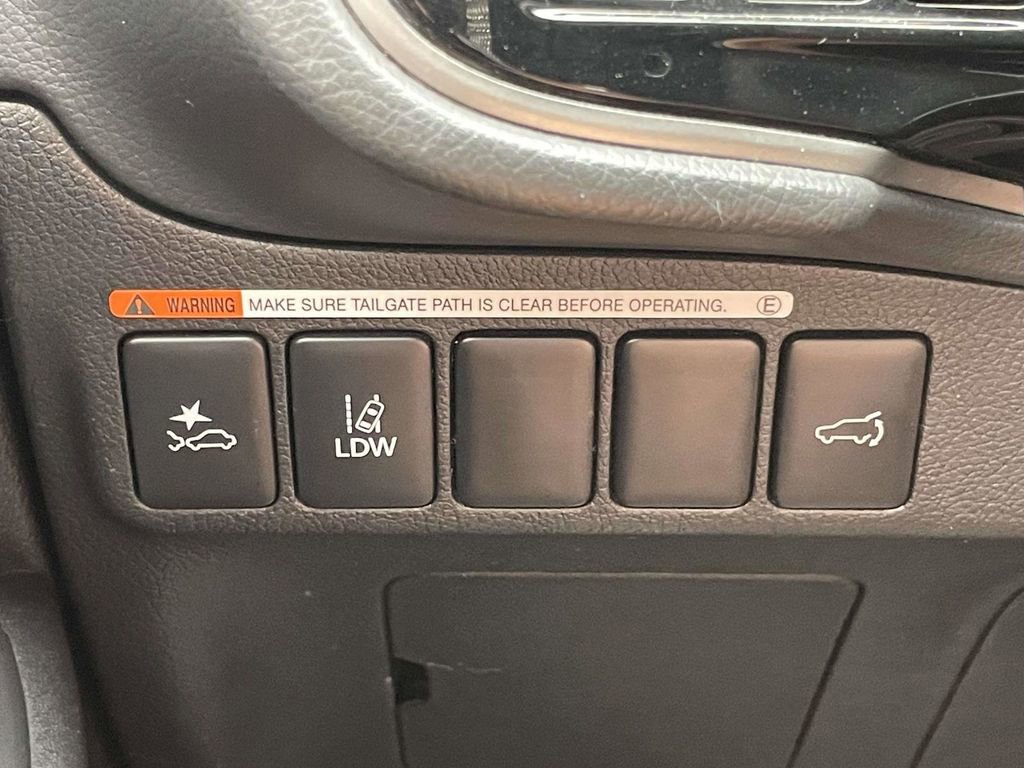 WARNING MAKE SURE TAILGATE PATH IS CLEAR BEFORE OPERATING. E
LDW